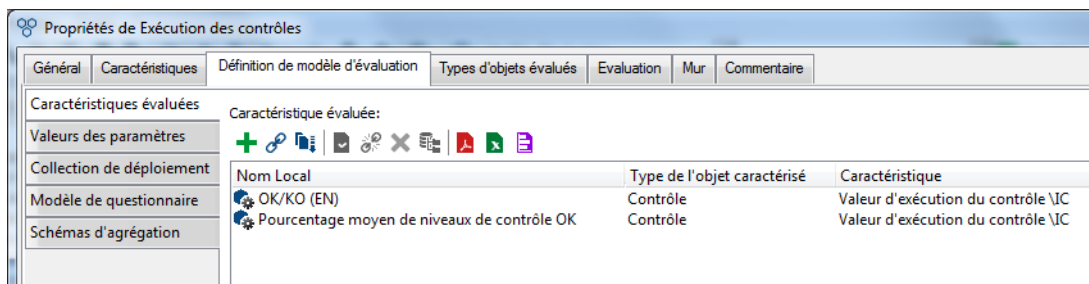 Propriétés de Exécution des contrôles
Général Caractéristiques Définition de modèle d'évaluation Types d'objets évalués Evaluation Mur Commentaire
Caractéristiques évaluées
Valeurs des paramètres
Collection de déploiement
Modèle de questionnaire
Schémas d'agrégation
Caractéristique évaluée:
Nom Local Type de l'objet caractérisé Caractéristique
OK/KO (EN) Contrôle Valeur d'exécution du contrôle \IC
Pourcentage moyen de niveaux de contrôle OK Contrôle Valeur d'exécution du contrôle \IC